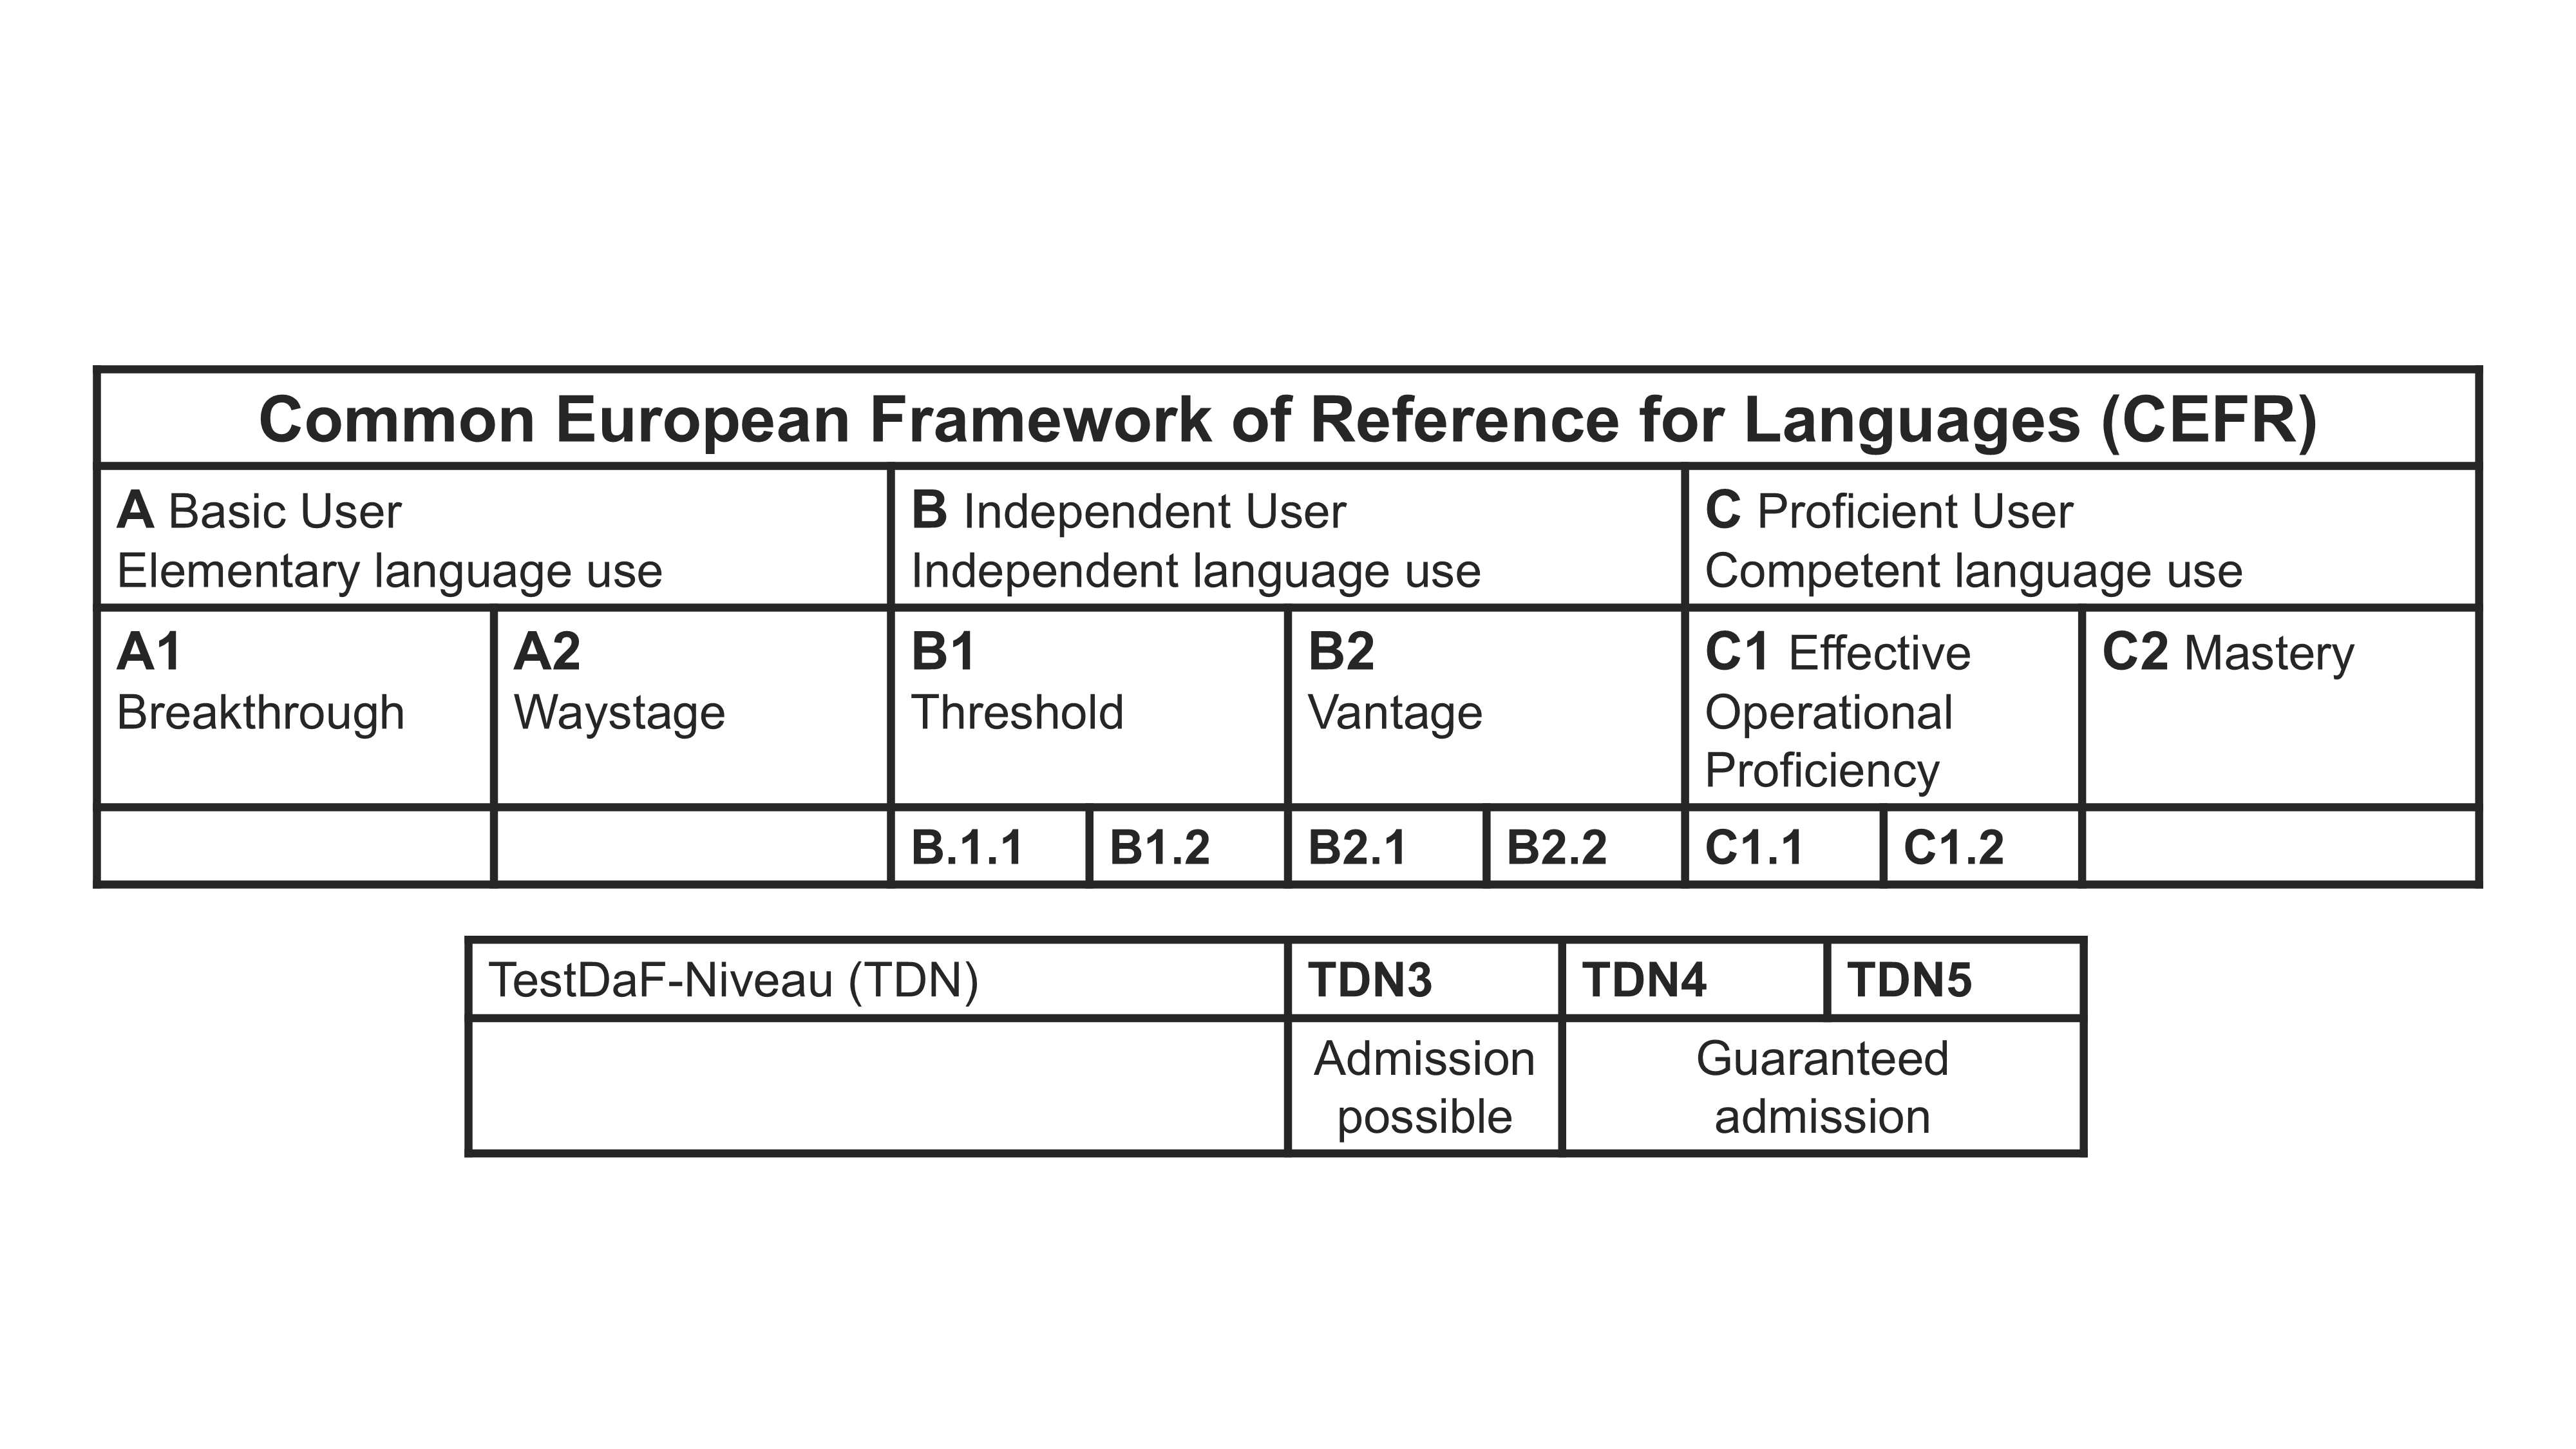 Common European Framework of Reference for Languages (CEFR)
A Basic User
Elementary language use
B Independent User
Independent language use
C Proficient User
Competent language use
A1
Breakthrough
A2
Waystage
B1
Threshold
B2
Vantage
C1 Effective
Operational
Proficiency
C2 Mastery
B.1.1
B1.2
B2.1
B2.2
C1.1
C1.2
TestDaF-Niveau (TDN)
TDN3
TDN4
TDN5
Admission
possible
Guaranteed
admission